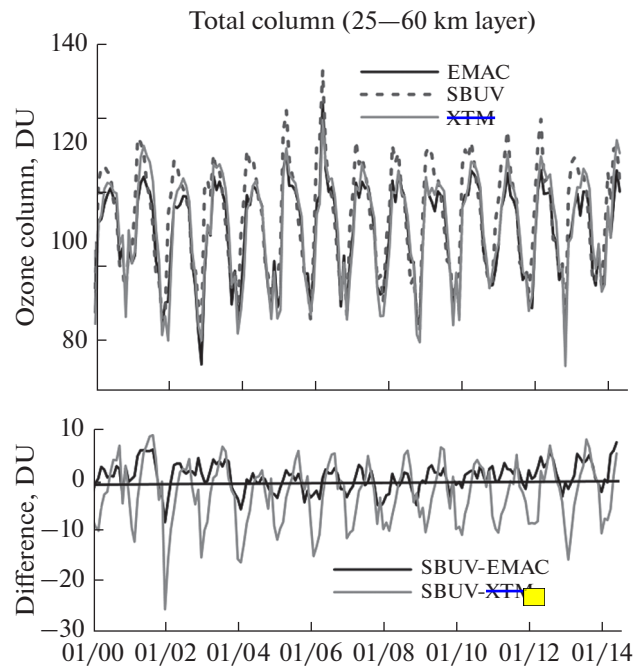 Total column (25—60 km layer)
140
120
100
80
Ozone column, DU
EMAC
SBUV
XTM
10
0
−10
−20
−30
Difference, DU
SBUV-EMAC
SBUV-XTM
01/00 01/02 01/04 01/06 01/08 01/10 01/12 01/14